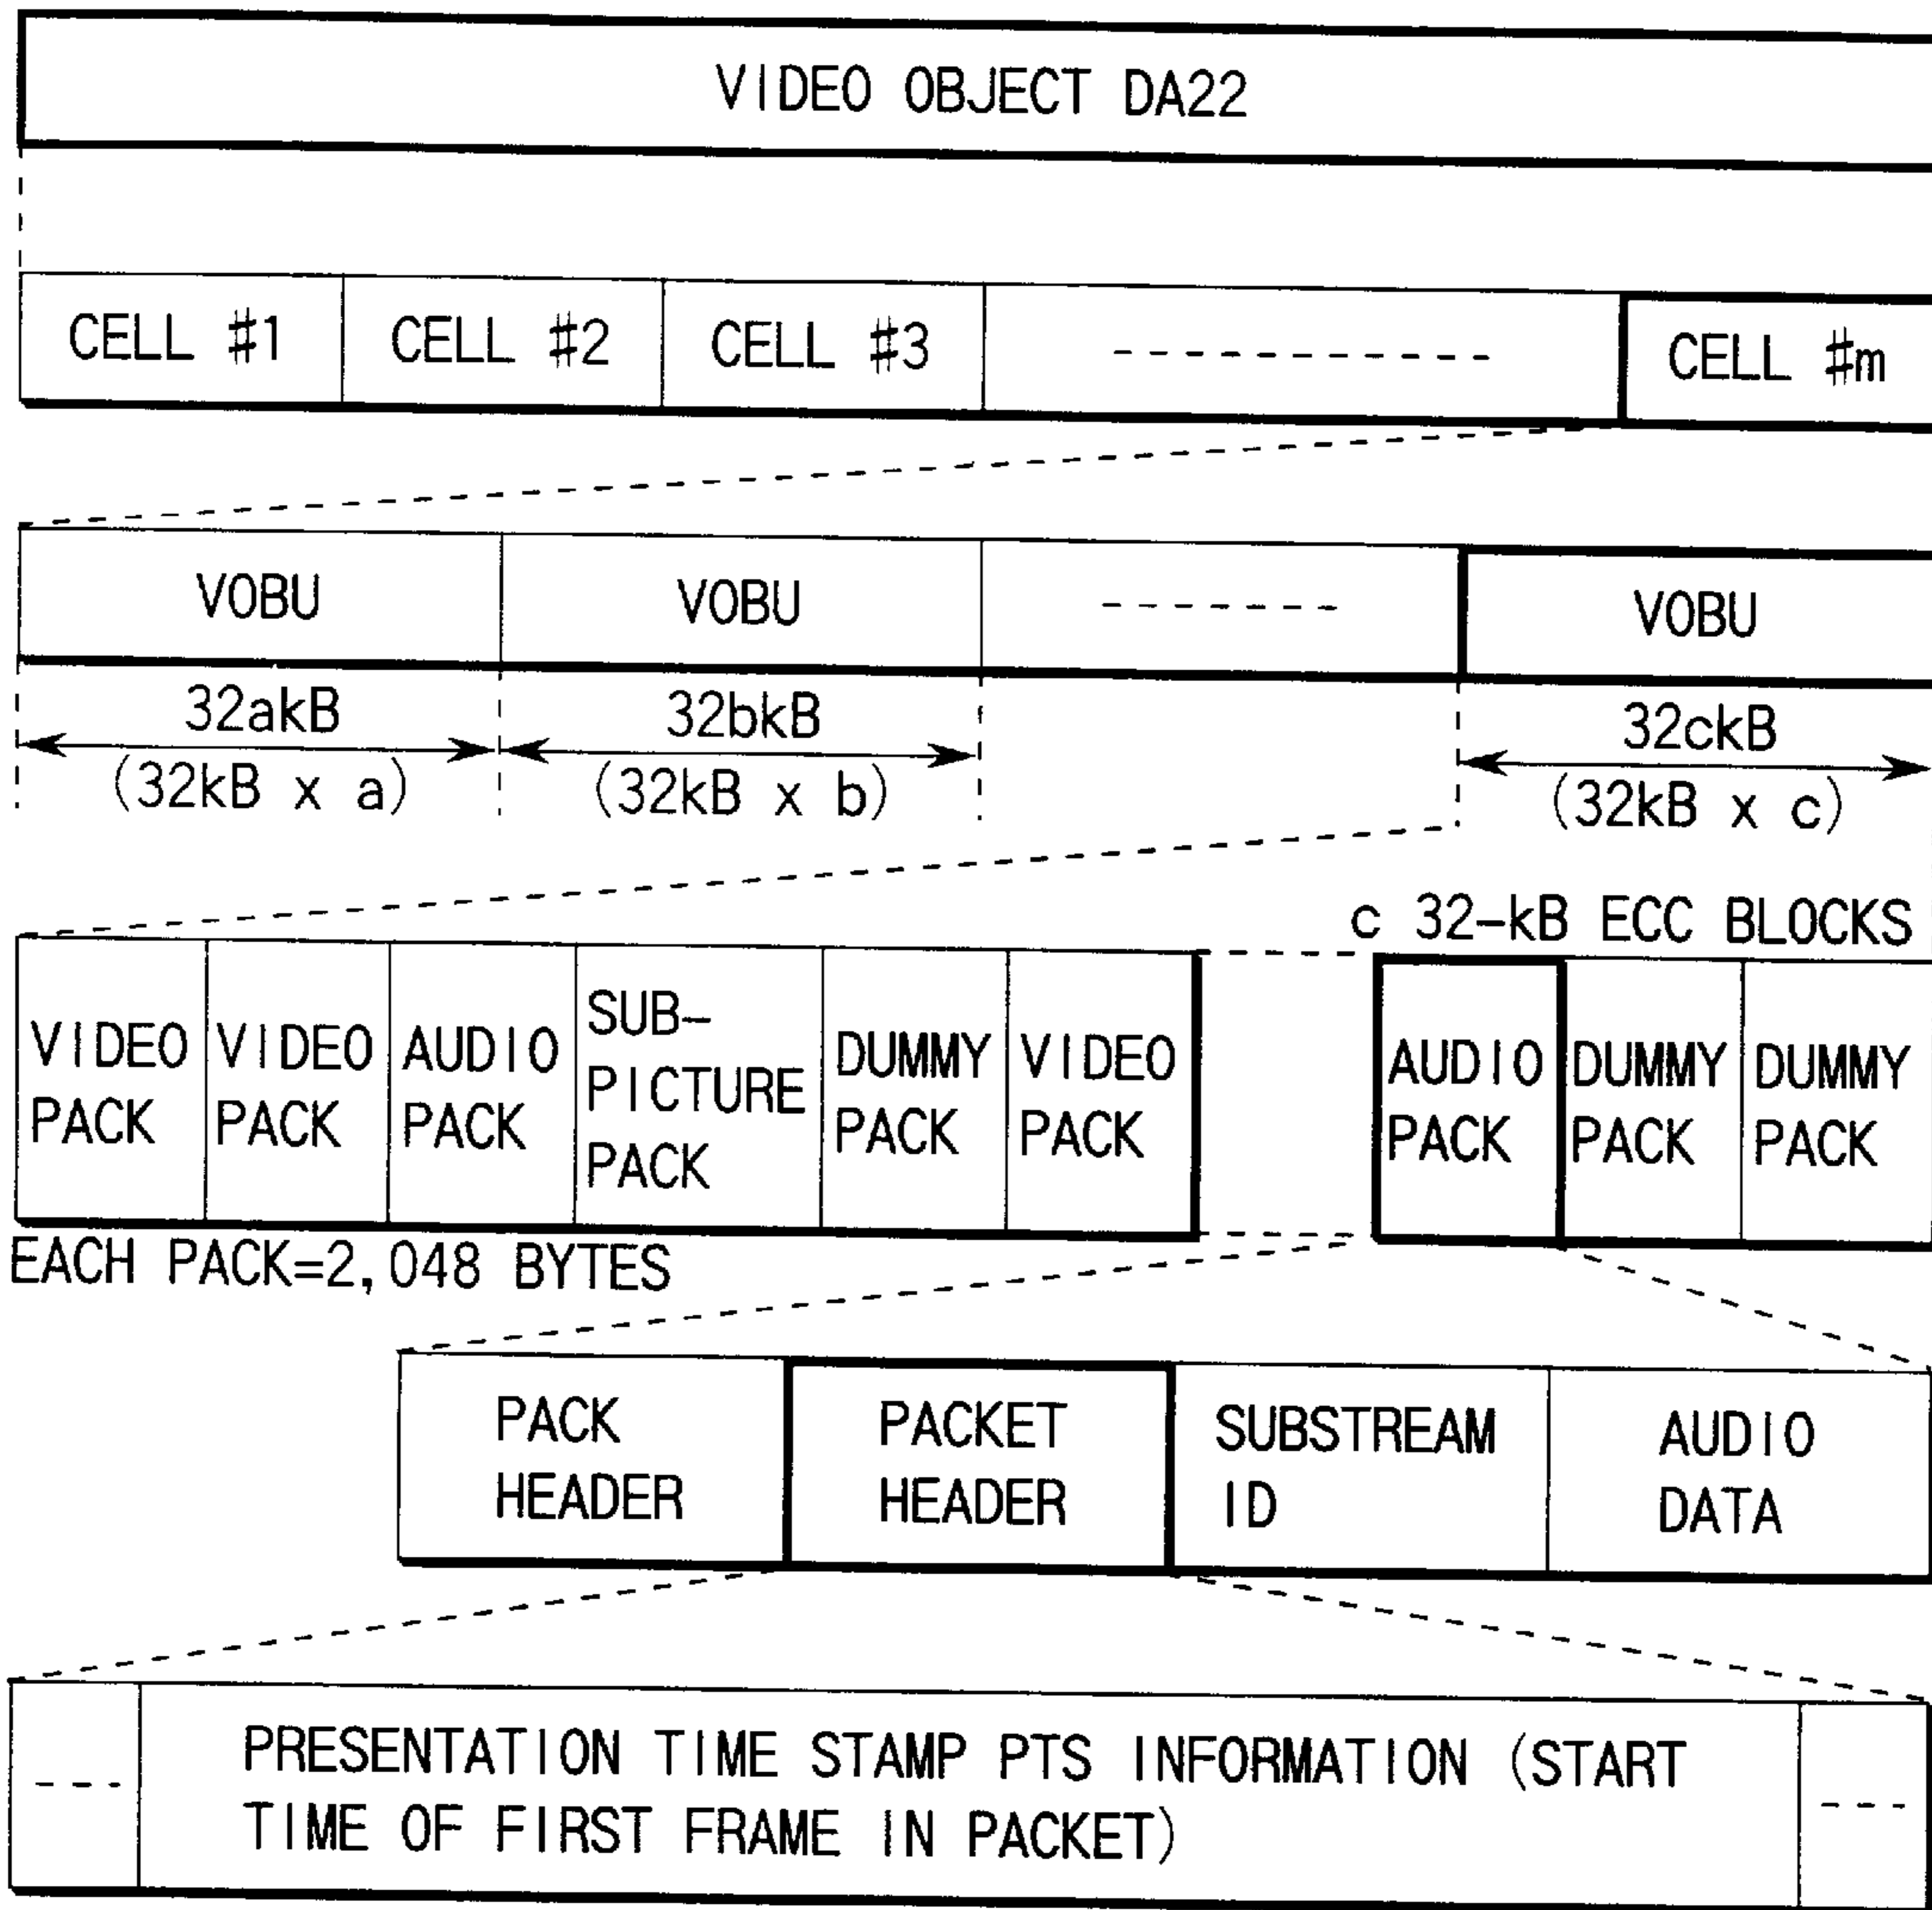 VIDEO OBJECT DA22
CELL #1 CELL #2 CELL #3 ----------- CELL #m
VOBU VOBU ------- VOBU
32akB 32bkB 32ckB
(32kB x a) (32kB x b) (32kB x c)
c 32-kB ECC BLOCKS
VIDEO
PACK
VIDEO
PACK
AUDIO
PACK
SUB-
PICTURE
PACK
DUMMY
PACK
VIDEO
PACK
AUDIO
PACK
DUMMY
PACK
DUMMY
PACK
EACH PACK=2,048 BYTES
PACK
HEADER
PACKET
HEADER
SUBSTREAM
ID
AUDIO
DATA
--- PRESENTATION TIME STAMP PTS INFORMATION (START
TIME OF FIRST FRAME IN PACKET) ---